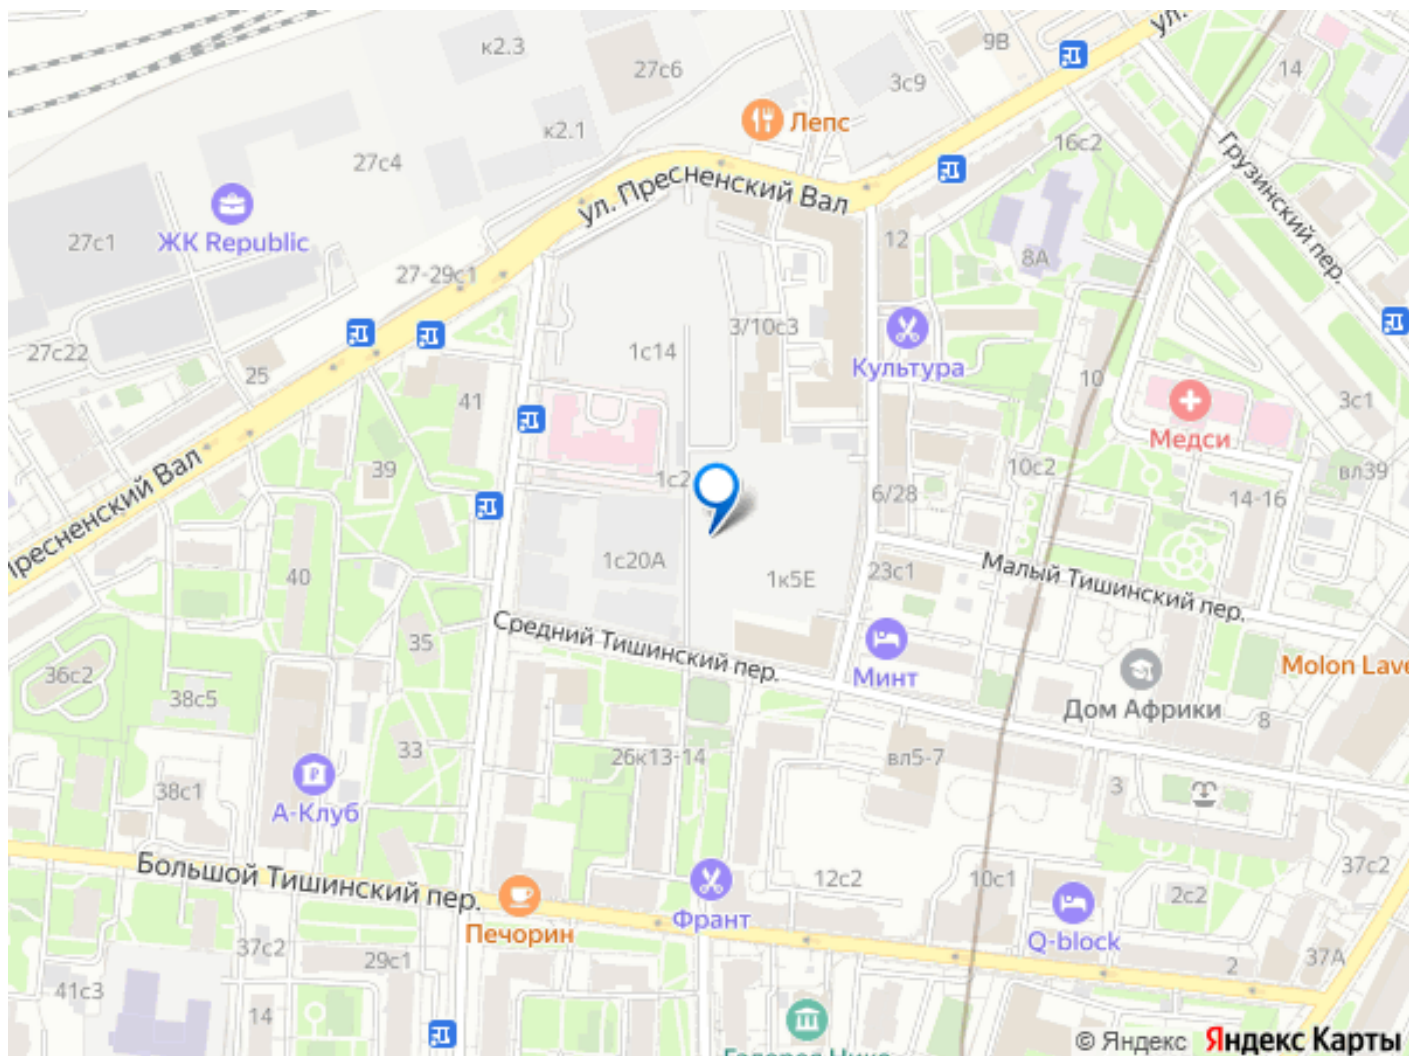 к2.3
27с6
9В
ул.
14
3с9
Лепс
к2.1
16с2
27с4
Грузинский пер.
ул. Пресненский Вал
ЖК Republic
27с1
12
8А
27-29с1
3/10с3
27с22
1с14
Культура
25
10
41
3с1
Медси
39
10с2
вл39
1с2
6/28
14-16
Пресненский Вал
1с20А
1к5Е
23с1
Малый Тишинский пер.
40
Средний Тишинский пер.
35
36с2
Минт
Molon Lave
38с5
Дом Африки
8
33
26к13-14
вл5-7
38с1
3
А-Клуб
Большой Тишинский пер.
12с2
10с1
37с2
2с2
Франт
Печорин
Q-block
37с2
29с1
2
37А
41с3
14
© Яндекс Яндекс Карты